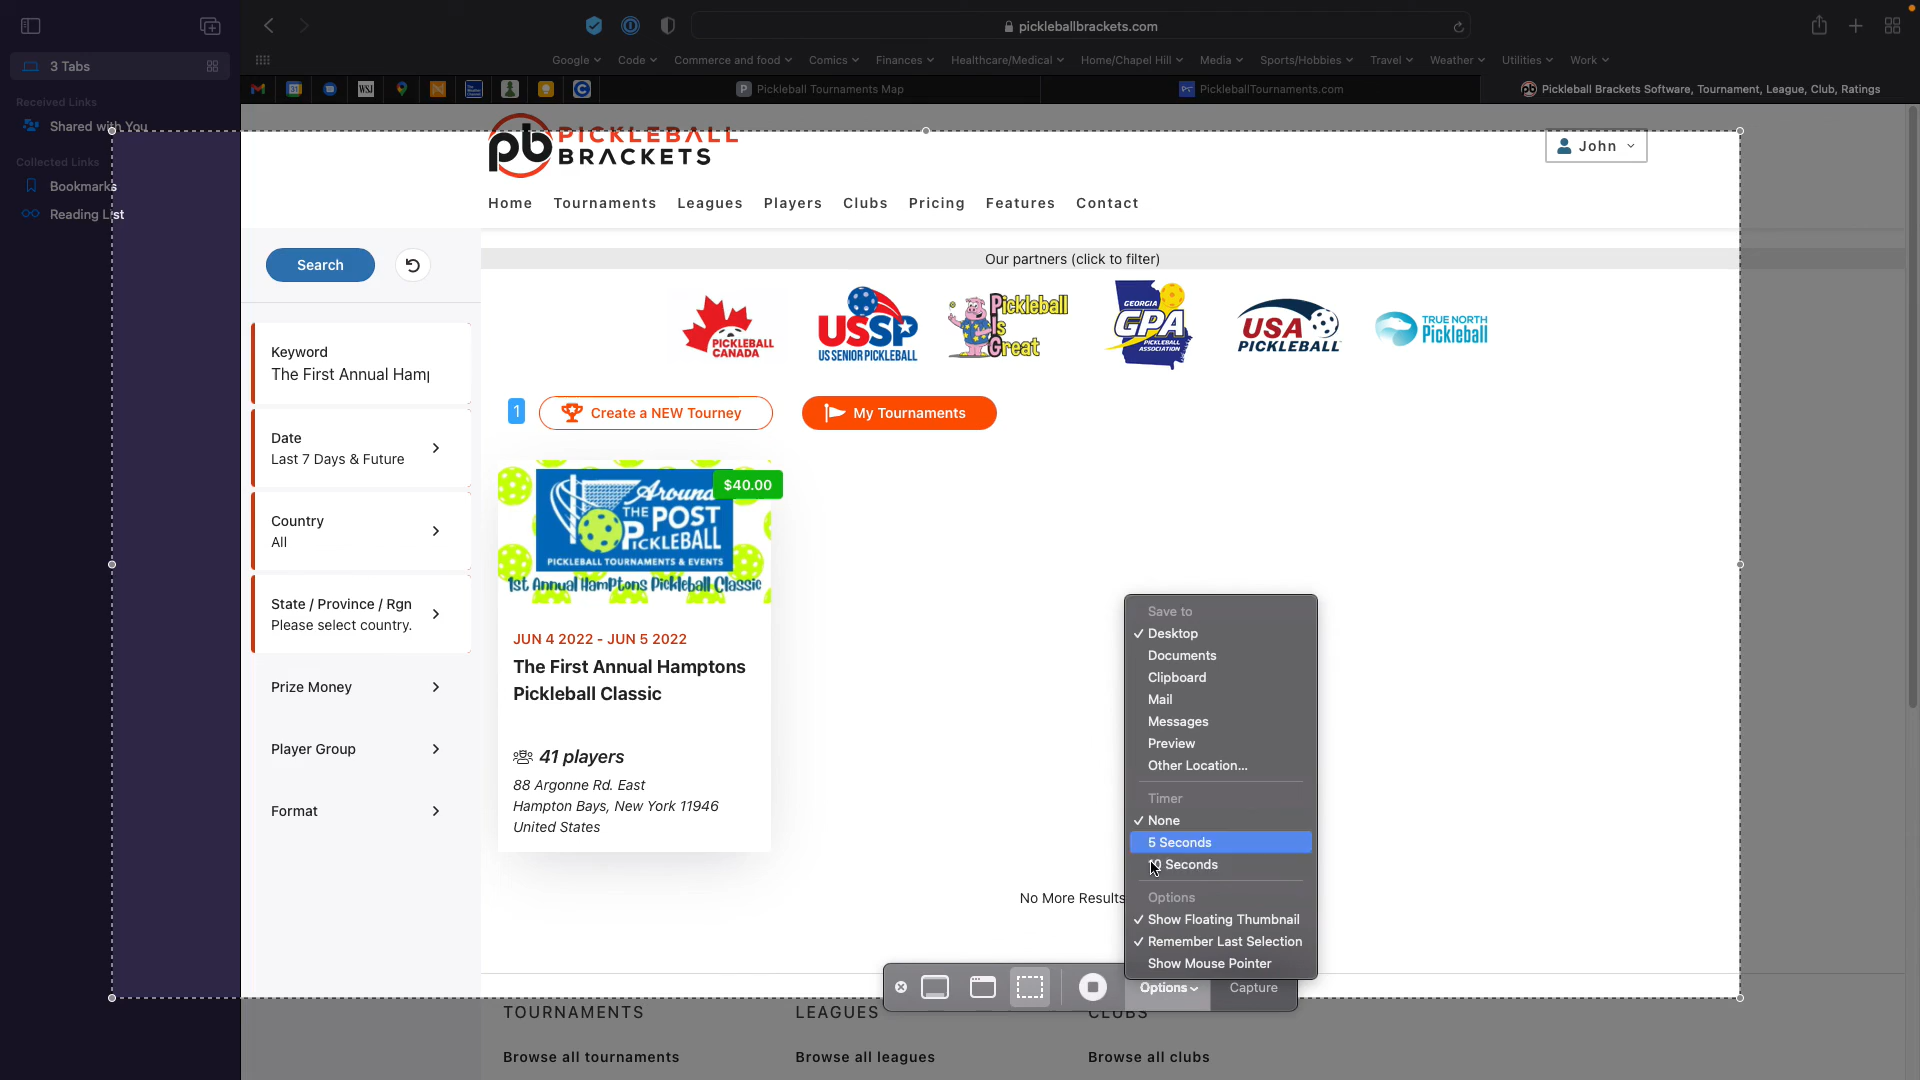 3 Tabs
Received Links
Shared with You
Collected Links
Bookmarks
Reading List
pickleballbrackets.com
Google Code Commerce and food Comics Finances Healthcare/Medical Home/Chapel Hill Media Sports/Hobbies Travel Weather Utilities Work
WSJ
Pickleball Tournaments Map
PickleballTournaments.com
Pickleball Brackets Software, Tournament, League, Club, Ratings
pb PICKLEBALL
BRACKETS
John
Home Tournaments Leagues Players Clubs Pricing Features Contact
Search
Our partners (click to filter)
PICKLEBALL
CANADA
USSP
US SENIOR PICKLEBALL
Pickleball
Is
Great
GEORGIA
GPA
PICKLEBALL
ASSOCIATION
USA
PICKLEBALL
TRUE NORTH
Pickleball
Keyword
The First Annual Ham
Date
Last 7 Days & Future
Country
All
State / Province / Rgn
Please select country.
Prize Money
Player Group
Format
1
Create a NEW Tourney
My Tournaments
$40.00
Around
THE POST
PICKLEBALL
PICKLEBALL TOURNAMENTS & EVENTS
1st Annual Hamptons Pickleball Classic
JUN 4 2022 - JUN 5 2022
The First Annual Hamptons
Pickleball Classic
41 players
88 Argonne Rd. East
Hampton Bays, New York 11946
United States
No More Results
Save to
Desktop
Documents
Clipboard
Mail
Messages
Preview
Other Location...
Timer
None
5 Seconds
10 Seconds
Options
Show Floating Thumbnail
Remember Last Selection
Show Mouse Pointer
Options
Capture
TOURNAMENTS LEAGUES CLUBS
Browse all tournaments Browse all leagues Browse all clubs